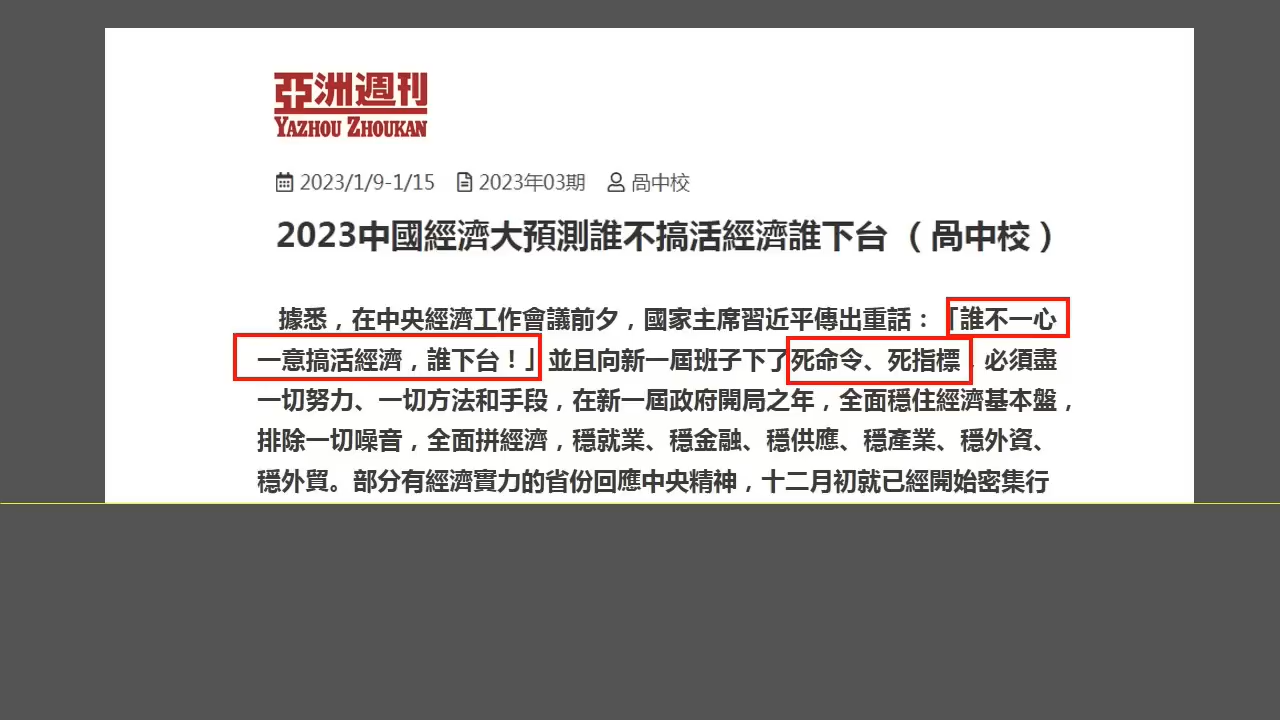 亞洲週刊
YAZHOU ZHOUKAN
2023/1/9-1/15 2023年03期 咼中校
2023中國經濟大預測誰不搞活經濟誰下台（咼中校）
據悉，在中央經濟工作會議前夕，國家主席習近平傳出重話：「誰不一心
一意搞活經濟，誰下台！」並且向新一屆班子下了死命令、死指標，必須盡
一切努力、一切方法和手段，在新一屆政府開局之年，全面穩住經濟基本盤，
排除一切噪音，全面拼經濟，穩就業、穩金融、穩供應、穩產業、穩外資、
穩外貿。部分有經濟實力的省份回應中央精神，十二月初就已經開始密集行